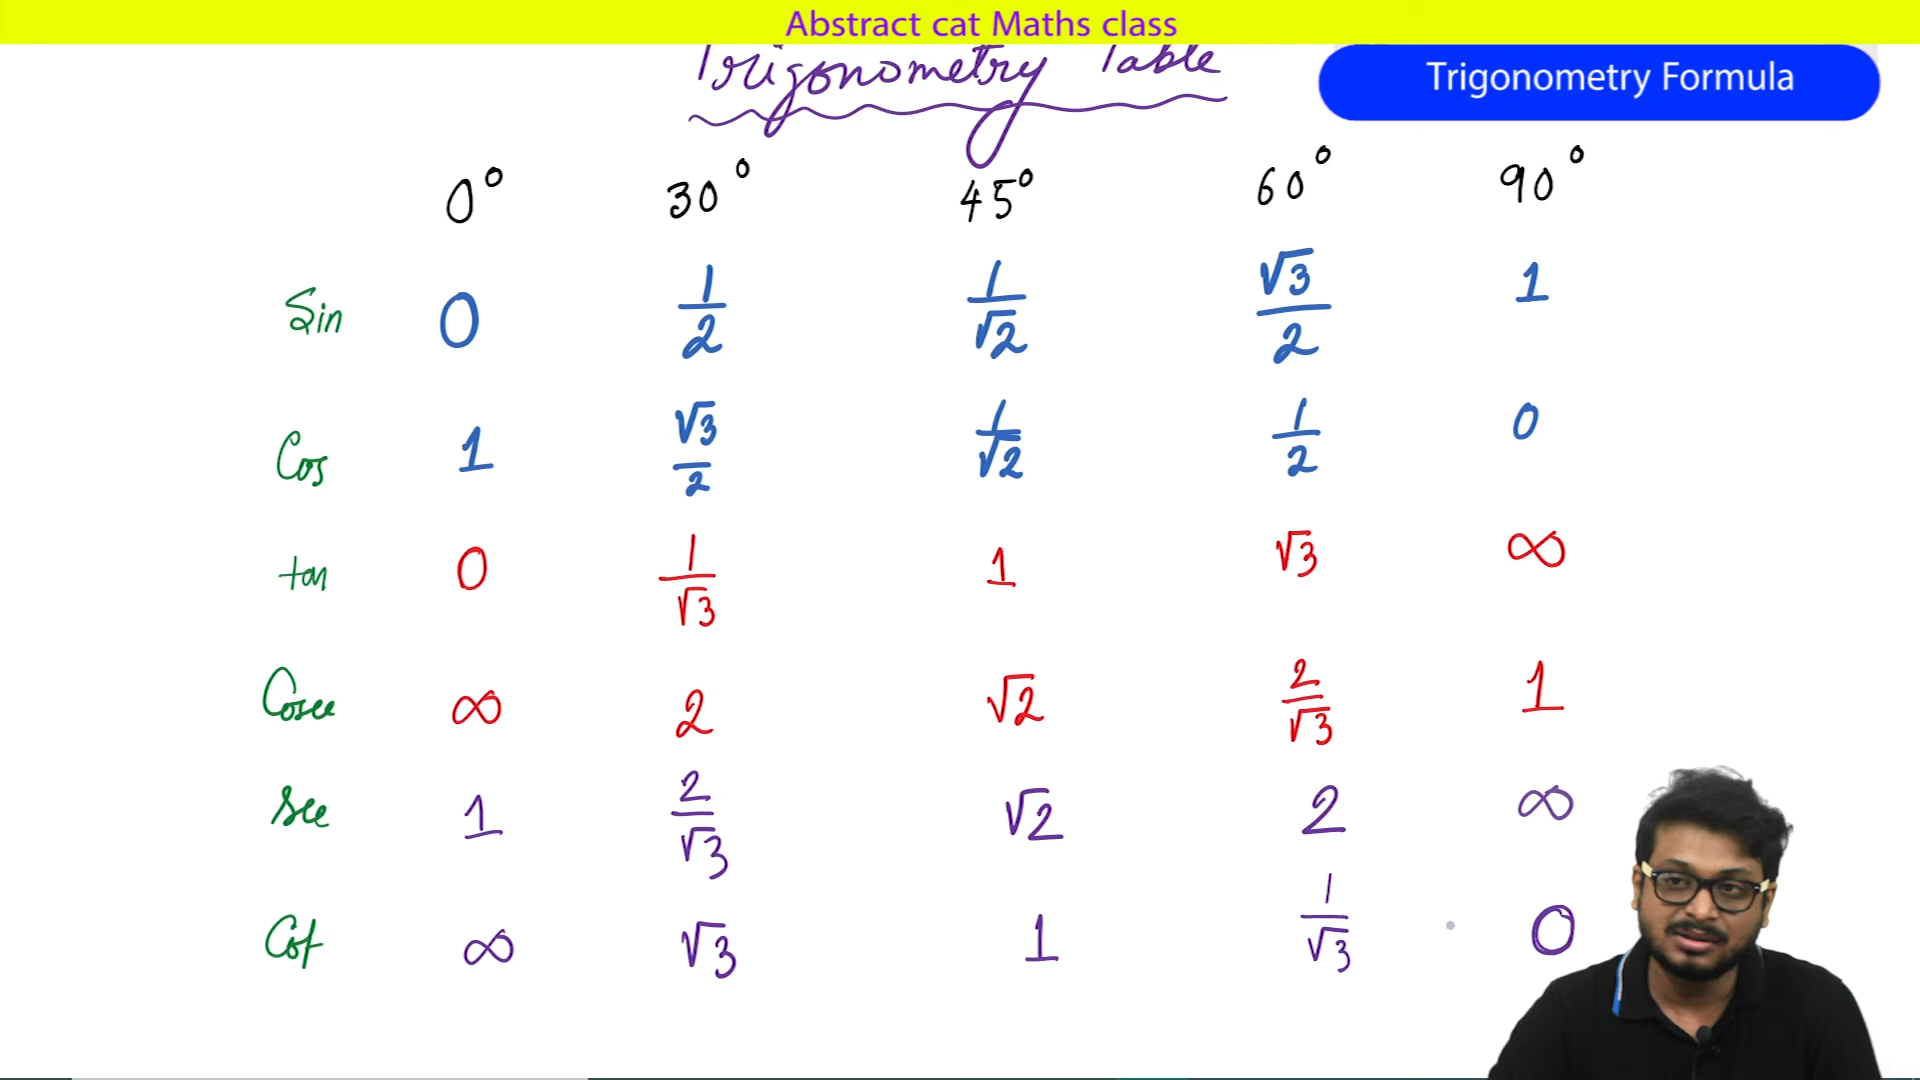 Abstract cat Maths class
Trigonometry Table
Trigonometry Formula
0° 30° 45° 60° 90°
Sin 0 1/2 1/√2 √3/2 1
Cos 1 √3/2 1/√2 1/2 0
tan 0 1/√3 1 √3 ∞
Cosec ∞ 2 √2 2/√3 1
sec 1 2/√3 √2 2 ∞
Cot ∞ √3 1 1/√3 0